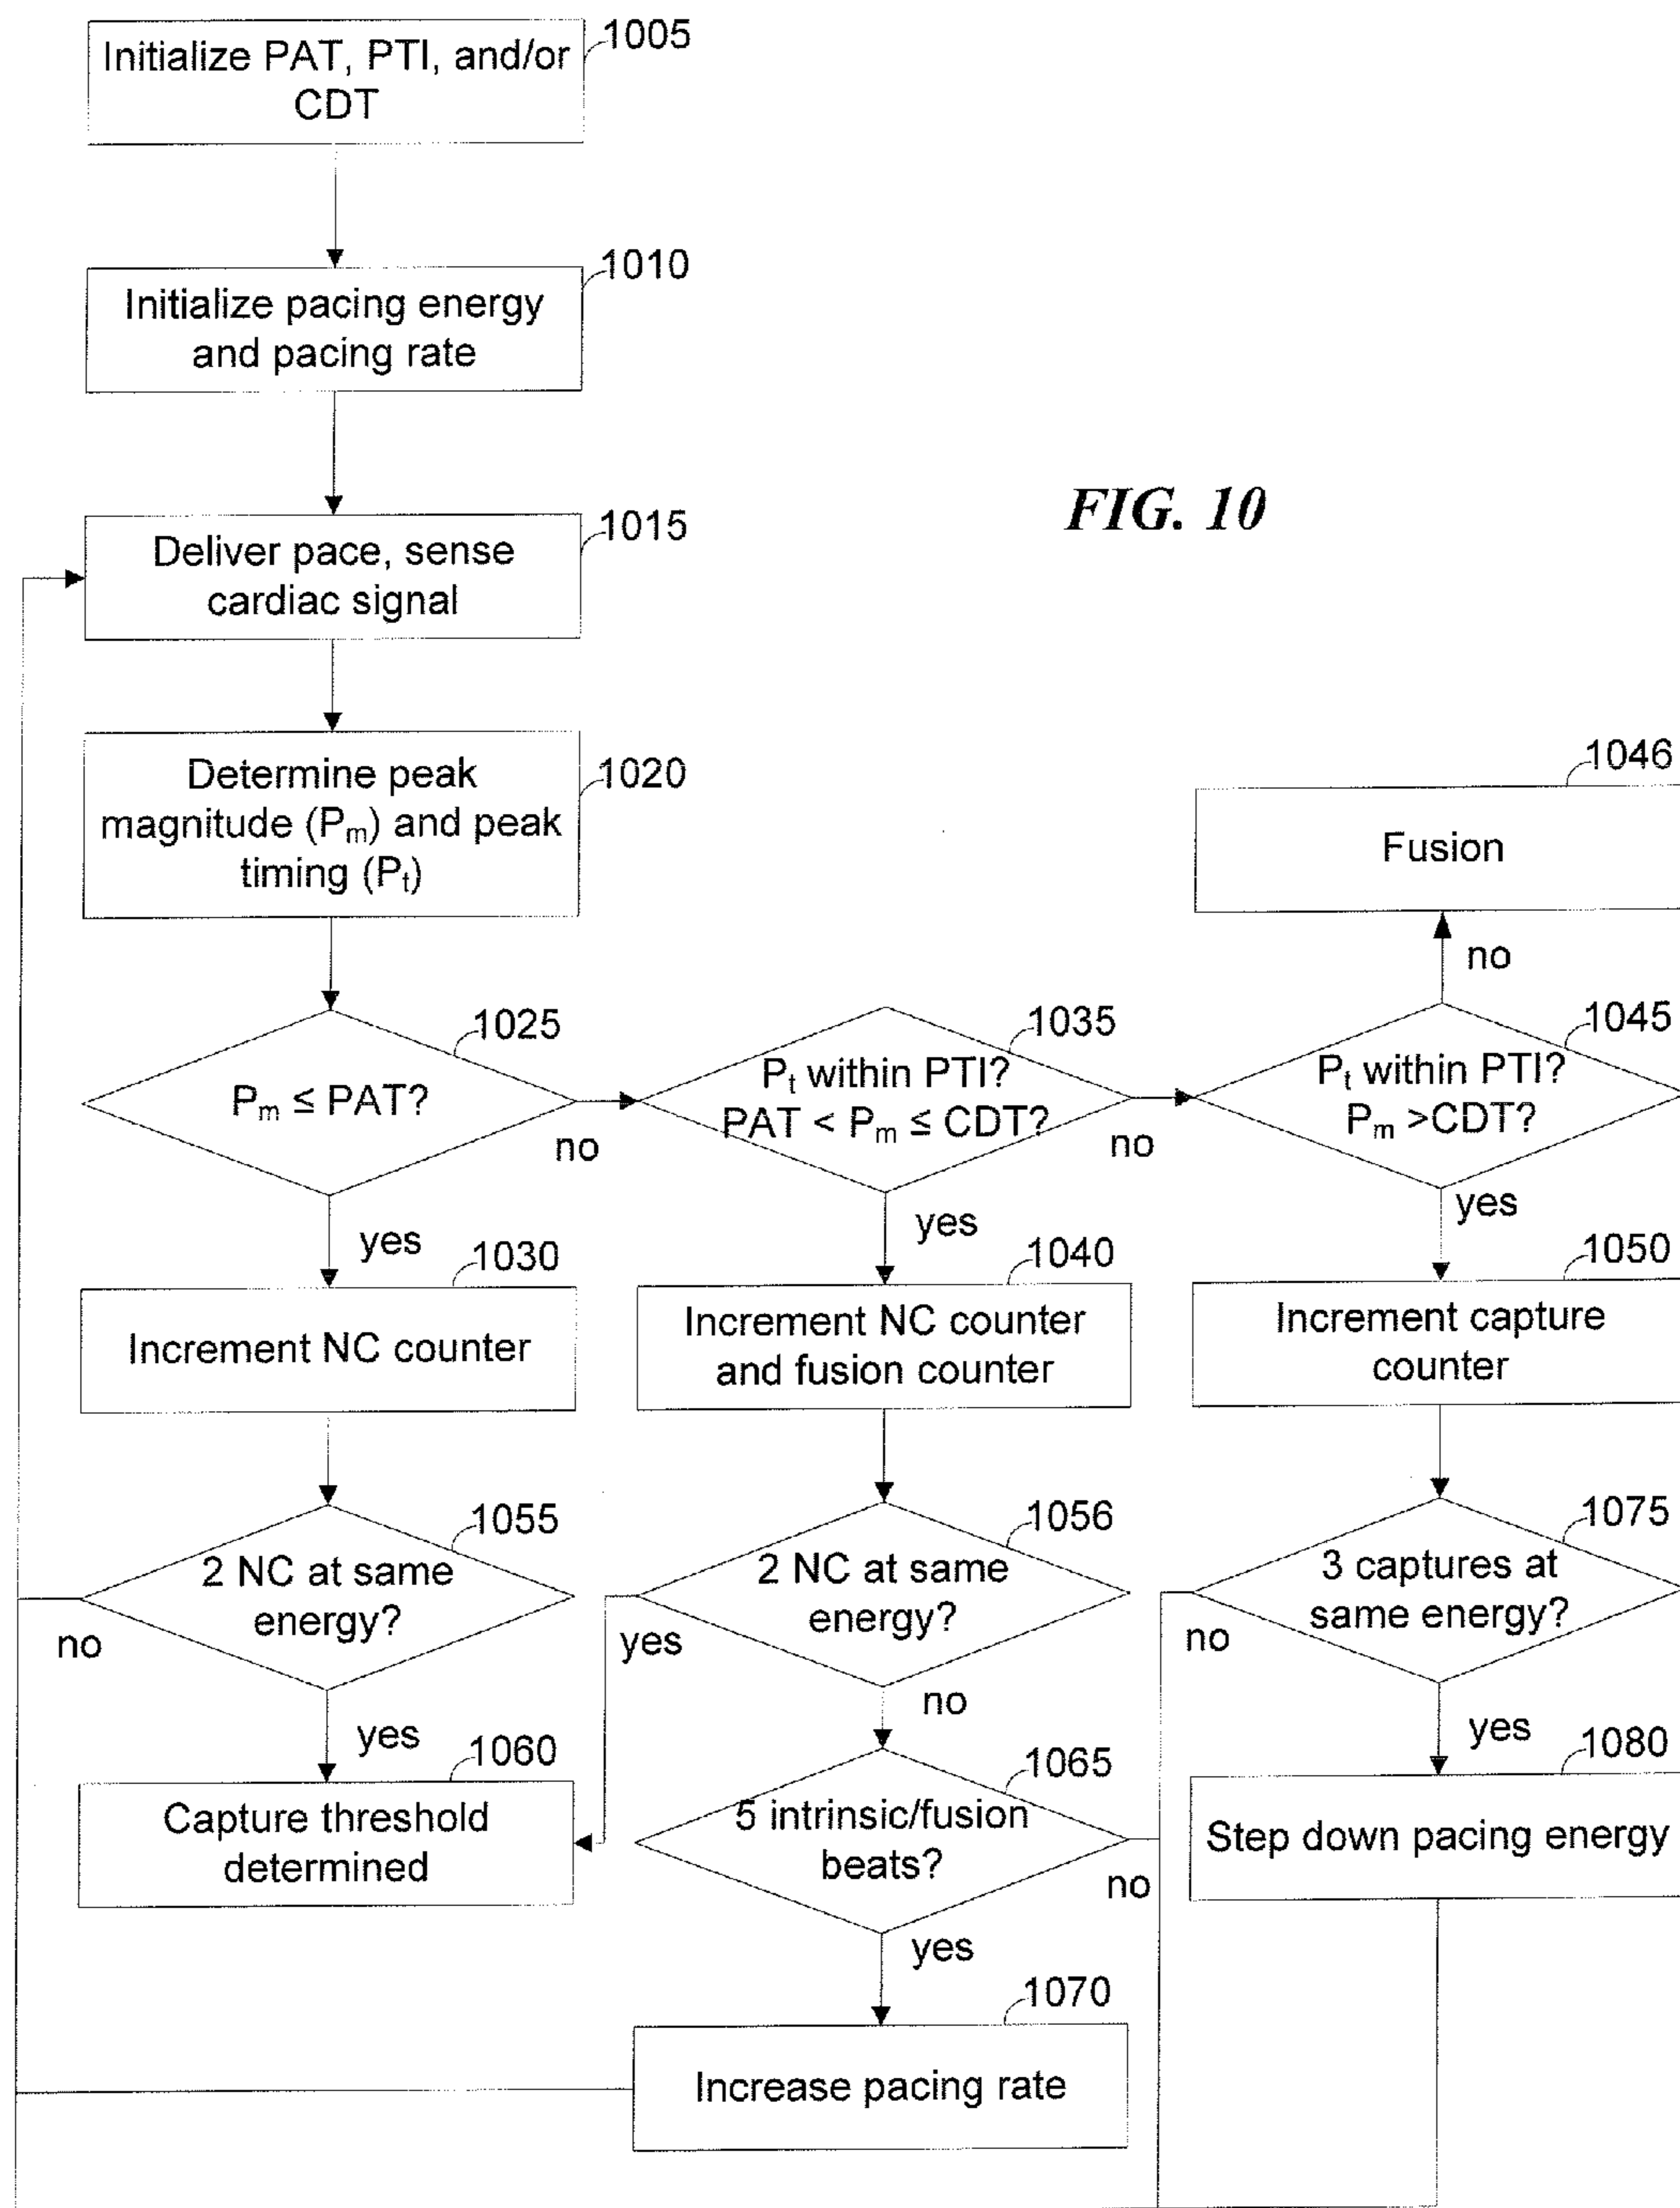 1005
Initialize PAT, PTI, and/or
CDT
1010
Initialize pacing energy
and pacing rate
FIG. 10
1015
Deliver pace, sense
cardiac signal
1020
Determine peak
magnitude (Pm) and peak
timing (Pt)
1046
Fusion
no
1025
Pm ≤ PAT?
no
1035
Pt within PTI?
PAT < Pm ≤ CDT?
no
1045
Pt within PTI?
Pm >CDT?
yes
1030
Increment NC counter
yes
1040
Increment NC counter
and fusion counter
yes
1050
Increment capture
counter
1055
2 NC at same
energy?
no
yes
1056
2 NC at same
energy?
yes
no
1075
3 captures at
same energy?
no
yes
1060
Capture threshold
determined
1065
5 intrinsic/fusion
beats?
no
yes
1080
Step down pacing energy
1070
Increase pacing rate